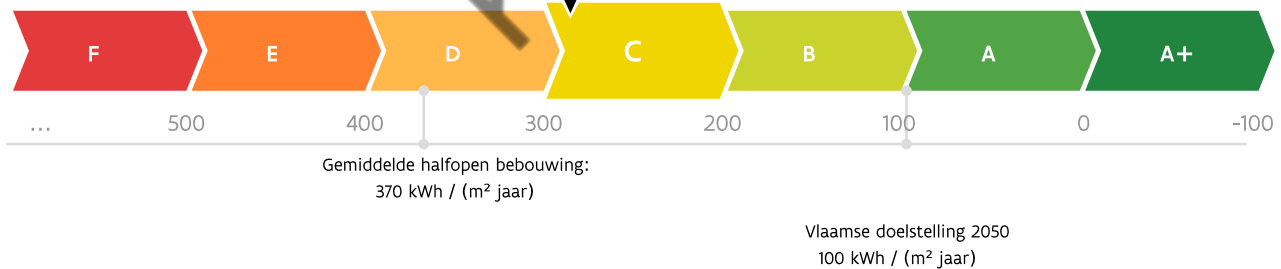 F E D C B A A+
... 500 400 300 200 100 0 -100
Gemiddelde halfopen bebouwing:
370 kWh / (m² jaar)
Vlaamse doelstelling 2050
100 kWh / (m² jaar)